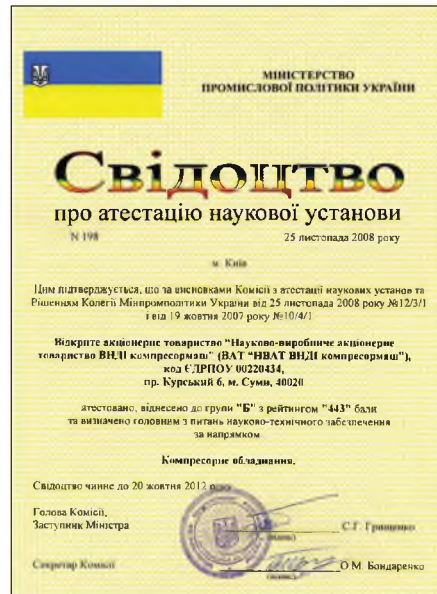 МІНІСТЕРСТВО
ПРОМИСЛОВОЇ ПОЛІТИКИ УКРАЇНИ
Свідоцтво
про атестацію наукової установи
N 198
25 листопада 2008 року
м. Київ
Цим підтверджується, що за висновками Комісії з атестації наукових установ та
Рішенням Колегії Мінпромполітики України від 25 листопада 2008 року №12/3/1
і від 19 жовтня 2007 року №10/4/1
Відкрите акціонерне товариство "Науково-виробниче акціонерне
товариство ВНДІ компресормаш" (ВАТ "НВАТ ВНДІ компресормаш"),
код ЄДРПОУ 00220434,
пр. Курський 6, м. Суми, 40020
атестовано, віднесено до групи "Б" з рейтингом "443" бали
та визначено головним з питань науково-технічного забезпечення
за напрямком
Компресорне обладнання.
Свідоцтво чинне до 20 жовтня 2012 року
Голова Комісії,
Заступник Міністра
(підпис)
С.Г. Грищенко
Секретар Комісії
(підпис)
О.М. Бондаренко